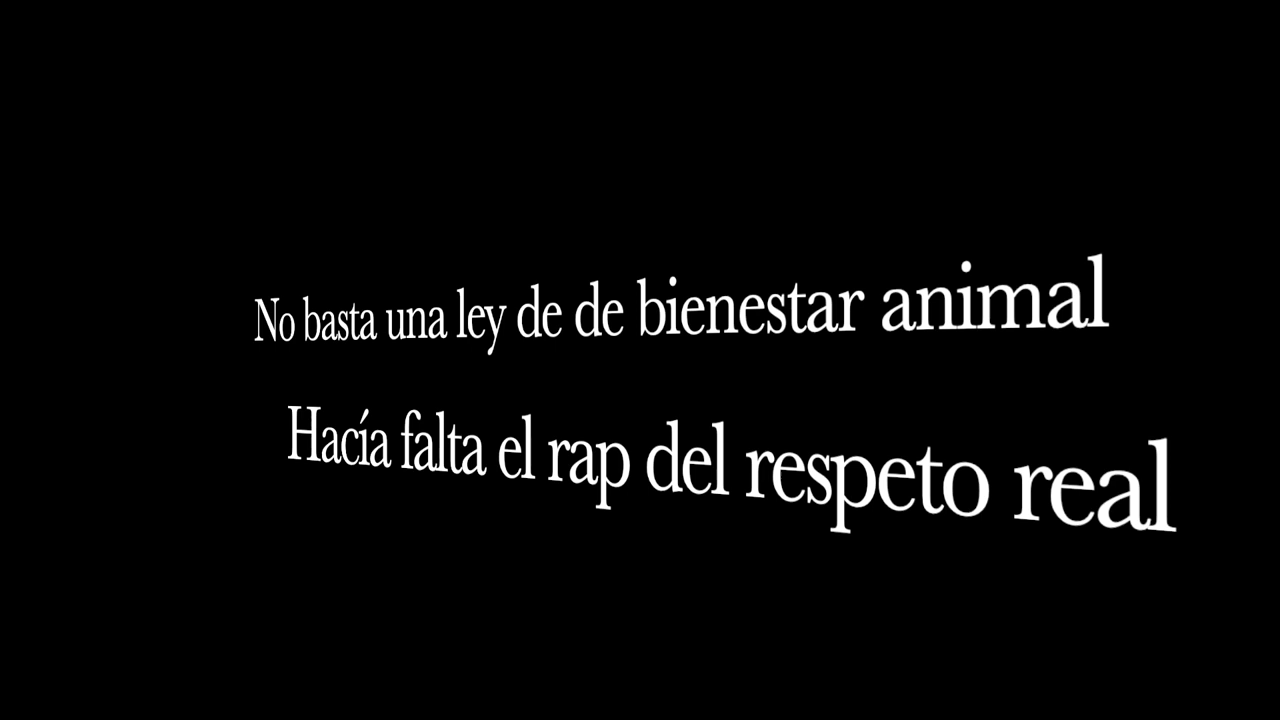 No basta una ley de de bienestar animal
Hacía falta el rap del respeto real